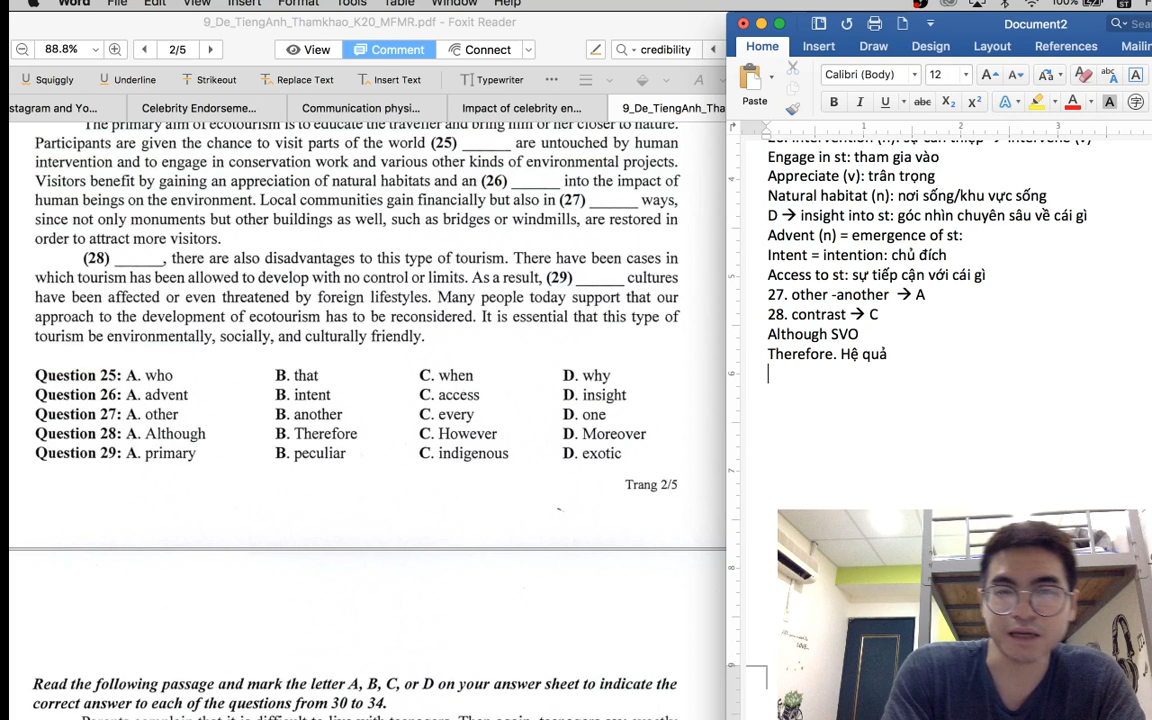 Word File Edit View Insert Format Tools Table Window Help 100%
9_De_TiengAnh_Thamkhao_K20_MFMR.pdf - Foxit Reader
88.8% 2/5 View Comment Connect credibility
Squiggly Underline Strikeout Replace Text Insert Text Typewriter
stagram and Yo... Celebrity Endorseme... Communication physi... Impact of celebrity en... 9_De_TiengAnh_Tha
The primary aim of ecotourism is to educate the traveller and bring him or her closer to nature.
Participants are given the chance to visit parts of the world (25) ______ are untouched by human
intervention and to engage in conservation work and various other kinds of environmental projects.
Visitors benefit by gaining an appreciation of natural habitats and an (26) ______ into the impact of
human beings on the environment. Local communities gain financially but also in (27) ______ ways,
since not only monuments but other buildings as well, such as bridges or windmills, are restored in
order to attract more visitors.
(28) ______, there are also disadvantages to this type of tourism. There have been cases in
which tourism has been allowed to develop with no control or limits. As a result, (29) ______ cultures
have been affected or even threatened by foreign lifestyles. Many people today support that our
approach to the development of ecotourism has to be reconsidered. It is essential that this type of
tourism be environmentally, socially, and culturally friendly.
Question 25: A. who B. that C. when D. why
Question 26: A. advent B. intent C. access D. insight
Question 27: A. other B. another C. every D. one
Question 28: A. Although B. Therefore C. However D. Moreover
Question 29: A. primary B. peculiar C. indigenous D. exotic
Trang 2/5
Read the following passage and mark the letter A, B, C, or D on your answer sheet to indicate the
correct answer to each of the questions from 30 to 34.
Document2
Home Insert Draw Design Layout References Mailin
Paste Calibri (Body) 12
B I U abc X₂ X² A A A
1 2 3
Engage in st: tham gia vào
Appreciate (v): trân trọng
Natural habitat (n): nơi sống/khu vực sống
D → insight into st: góc nhìn chuyên sâu về cái gì
Advent (n) = emergence of st:
Intent = intention: chủ đích
Access to st: sự tiếp cận với cái gì
27. other -another → A
28. contrast → C
Although SVO
Therefore. Hệ quả